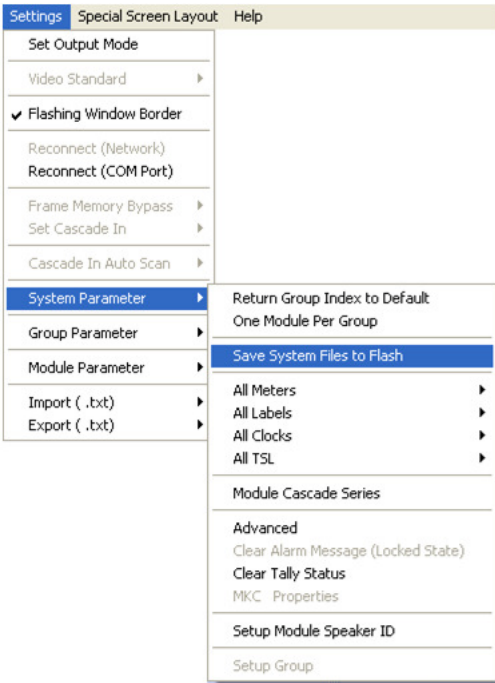 Settings Special Screen Layout Help
Set Output Mode
Video Standard
Flashing Window Border
Reconnect (Network)
Reconnect (COM Port)
Frame Memory Bypass
Set Cascade In
Cascade In Auto Scan
System Parameter
Group Parameter
Module Parameter
Import ( .txt)
Export ( .txt)
Return Group Index to Default
One Module Per Group
Save System Files to Flash
All Meters
All Labels
All Clocks
All TSL
Module Cascade Series
Advanced
Clear Alarm Message (Locked State)
Clear Tally Status
MKC Properties
Setup Module Speaker ID
Setup Group